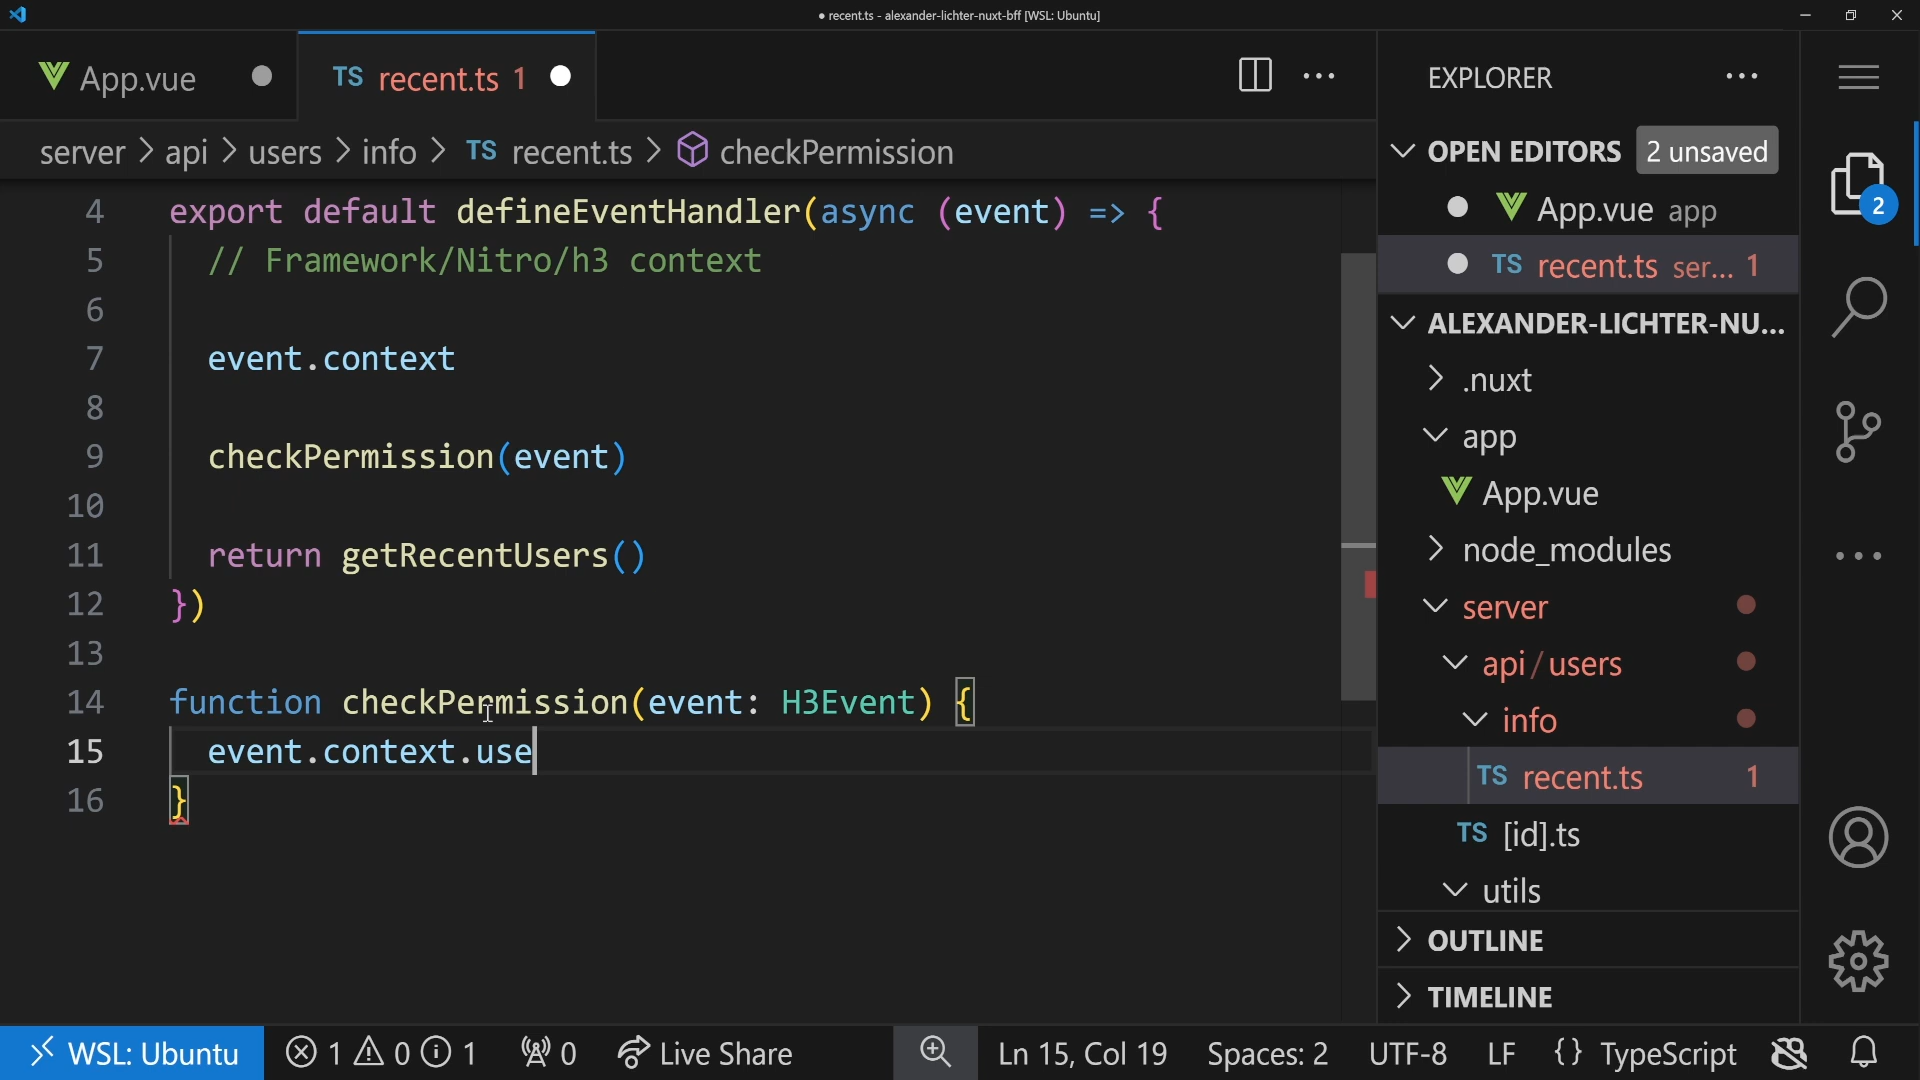 ● recent.ts - alexander-lichter-nuxt-bff [WSL: Ubuntu]
App.vue
TS recent.ts 1
server > api > users > info > TS recent.ts > checkPermission
4 export default defineEventHandler(async (event) => {
5 // Framework/Nitro/h3 context
6
7 event.context
8
9 checkPermission(event)
10
11 return getRecentUsers()
12 })
13
14 function checkPermission(event: H3Event) {
15 event.context.use
16 }
EXPLORER
OPEN EDITORS 2 unsaved
App.vue app
TS recent.ts ser... 1
ALEXANDER-LICHTER-NU...
.nuxt
app
App.vue
node_modules
server
api/users
info
TS recent.ts 1
TS [id].ts
utils
OUTLINE
TIMELINE
2
WSL: Ubuntu 1 0 1 0 Live Share Ln 15, Col 19 Spaces: 2 UTF-8 LF {} TypeScript